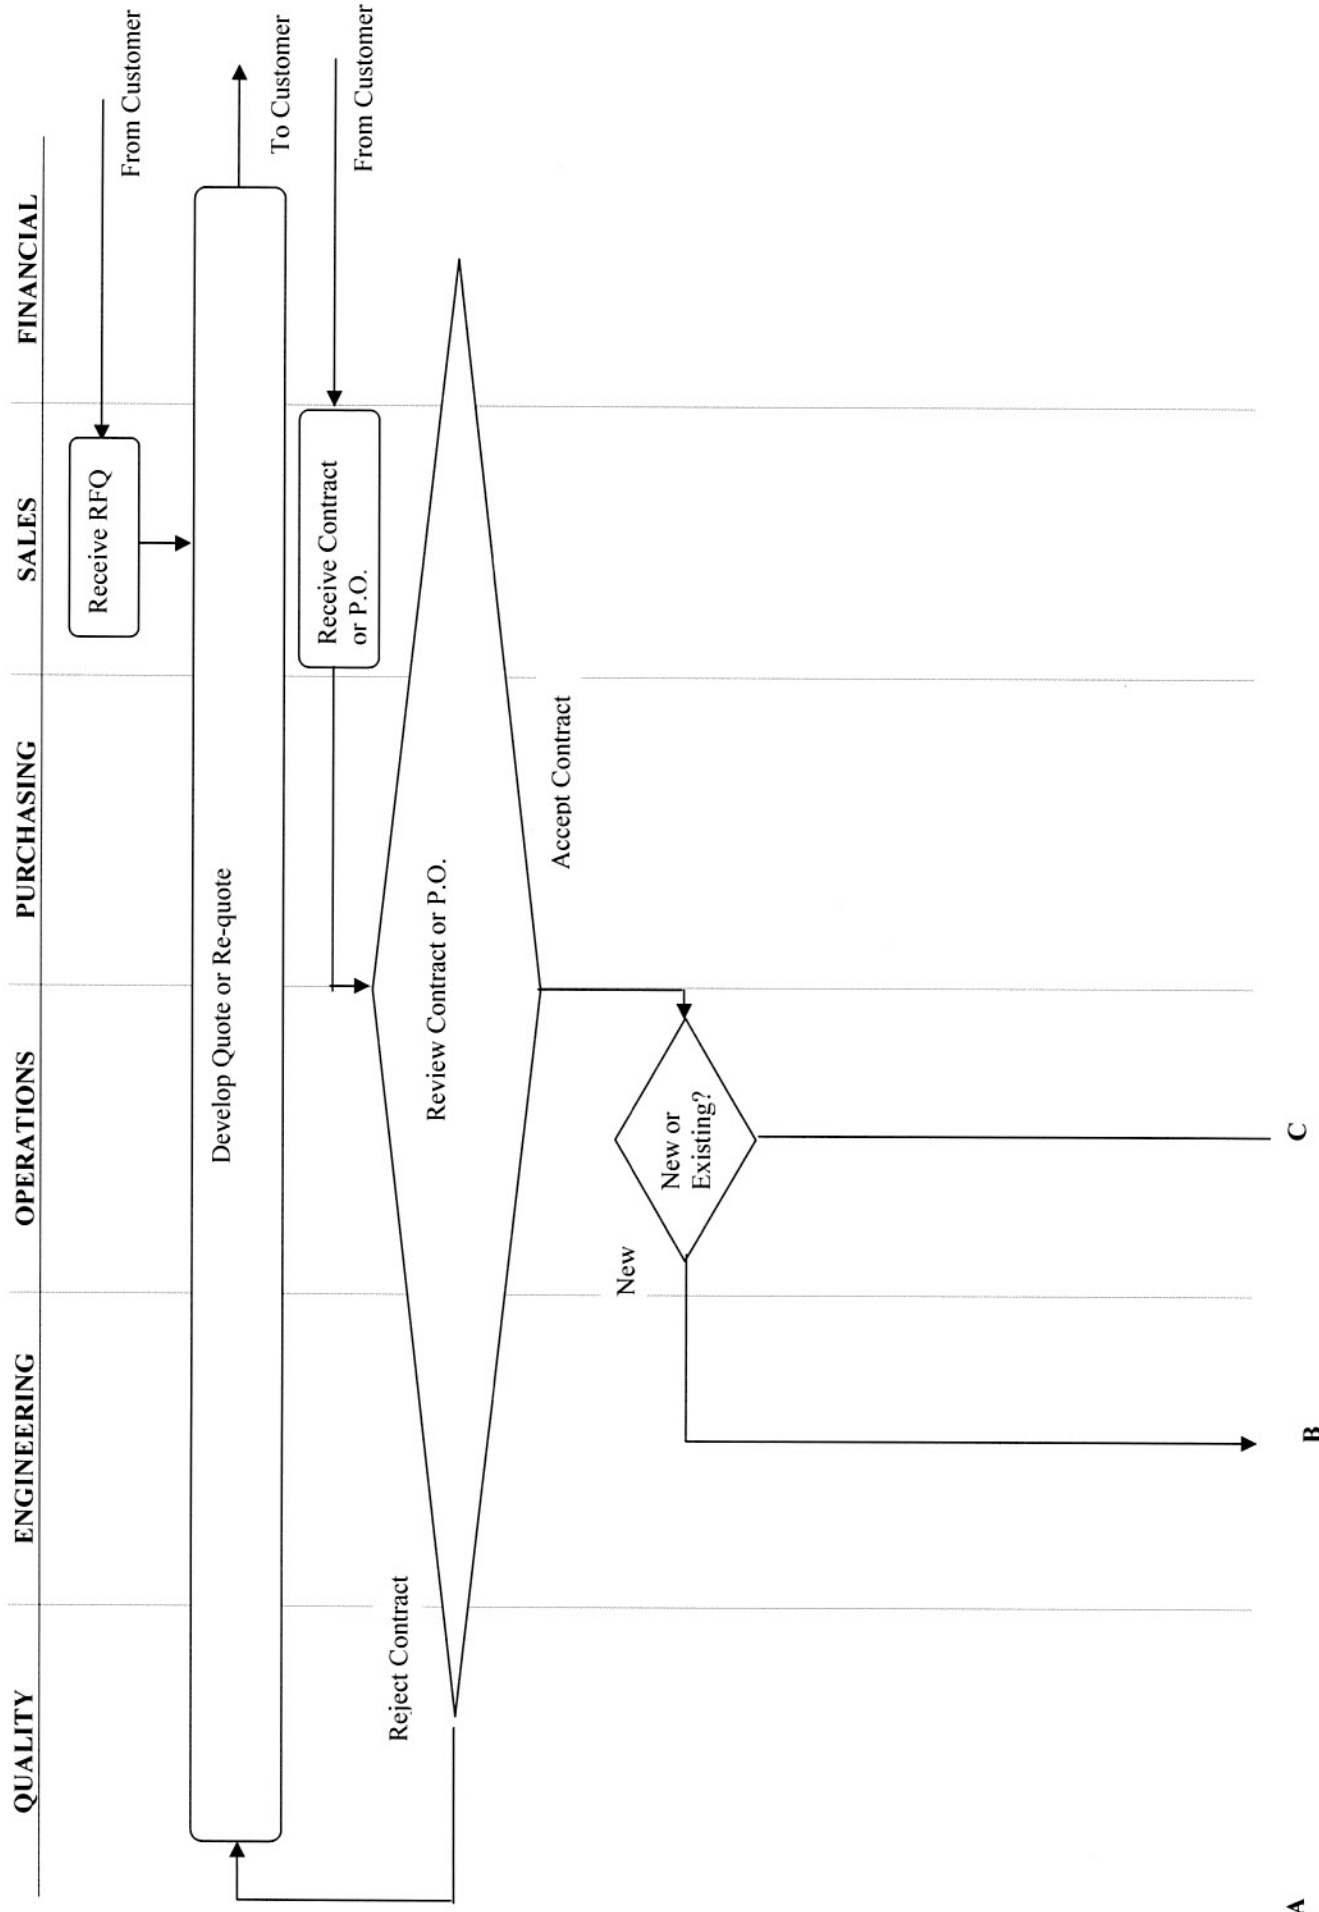 QUALITY
ENGINEERING
OPERATIONS
PURCHASING
SALES
FINANCIAL
Receive RFQ
From Customer
Develop Quote or Re-quote
To Customer
Receive Contract
or P.O.
From Customer
Reject Contract
Review Contract or P.O.
Accept Contract
New
New or
Existing?
A
B
C